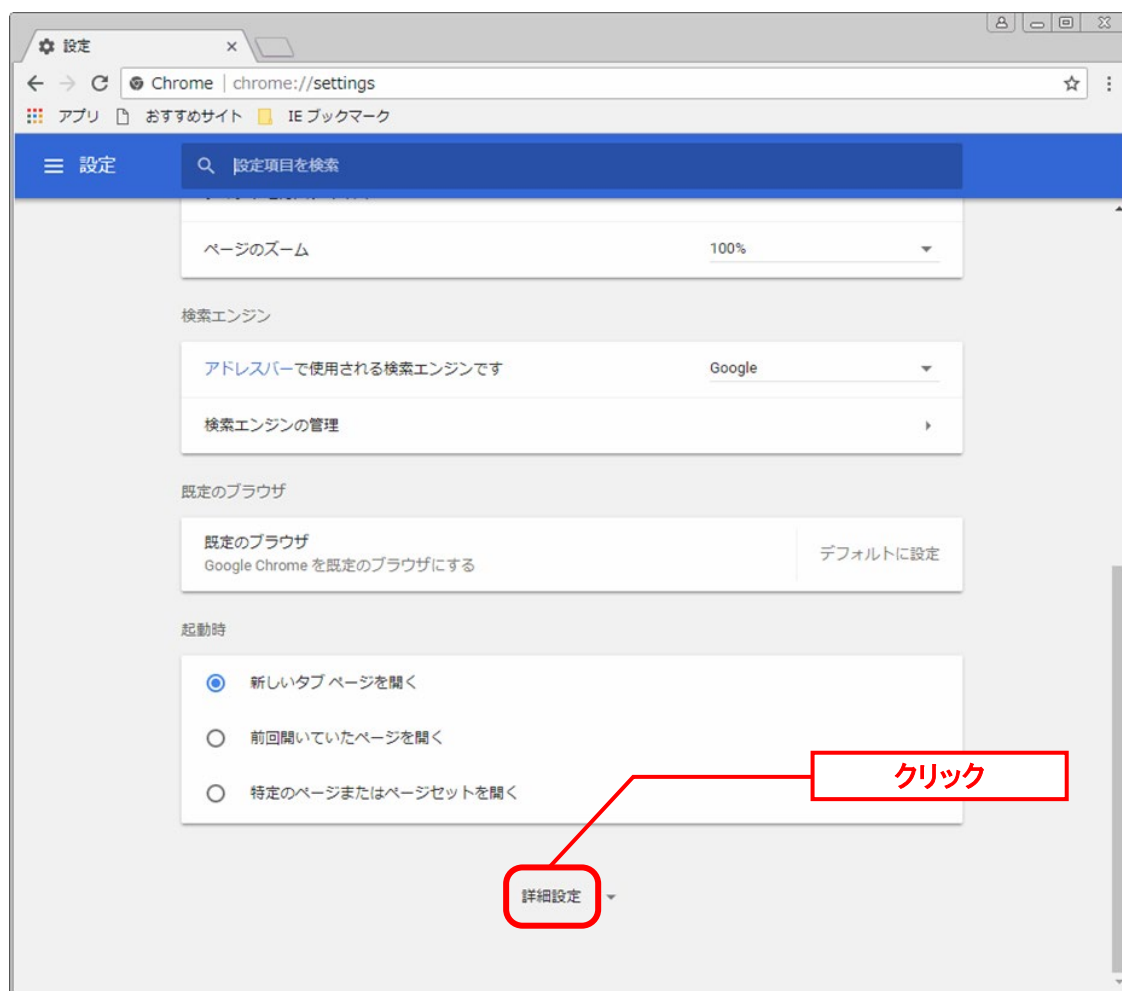 設定
Chrome | chrome://settings
アプリ おすすめサイト IE ブックマーク
設定 設定項目を検索
ページのズーム 100%
検索エンジン
アドレスバーで使用される検索エンジンです Google
検索エンジンの管理
既定のブラウザ
既定のブラウザ
Google Chrome を既定のブラウザにする デフォルトに設定
起動時
新しいタブ ページを開く
前回開いていたページを開く
特定のページまたはページセットを開く
クリック
詳細設定